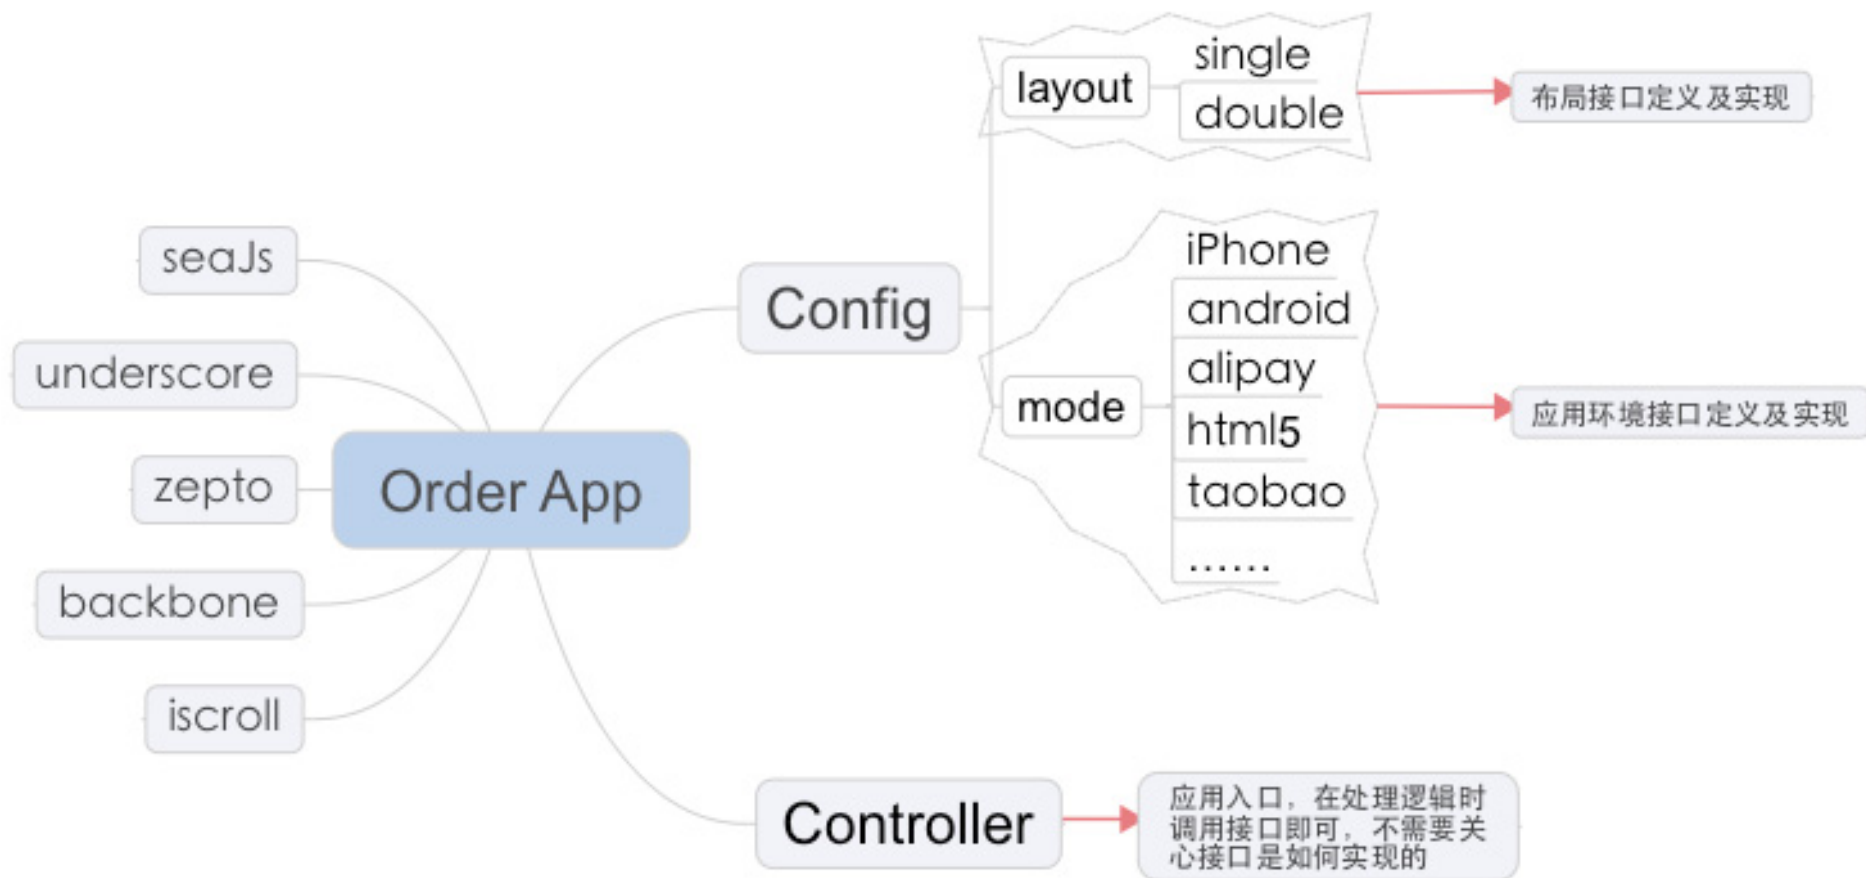 seaJs
underscore
zepto
backbone
iscroll
Order App
Config
layout
single
double
布局接口定义及实现
mode
iPhone
android
alipay
html5
taobao
……
应用环境接口定义及实现
Controller
应用入口，在处理逻辑时
调用接口即可，不需要关
心接口是如何实现的